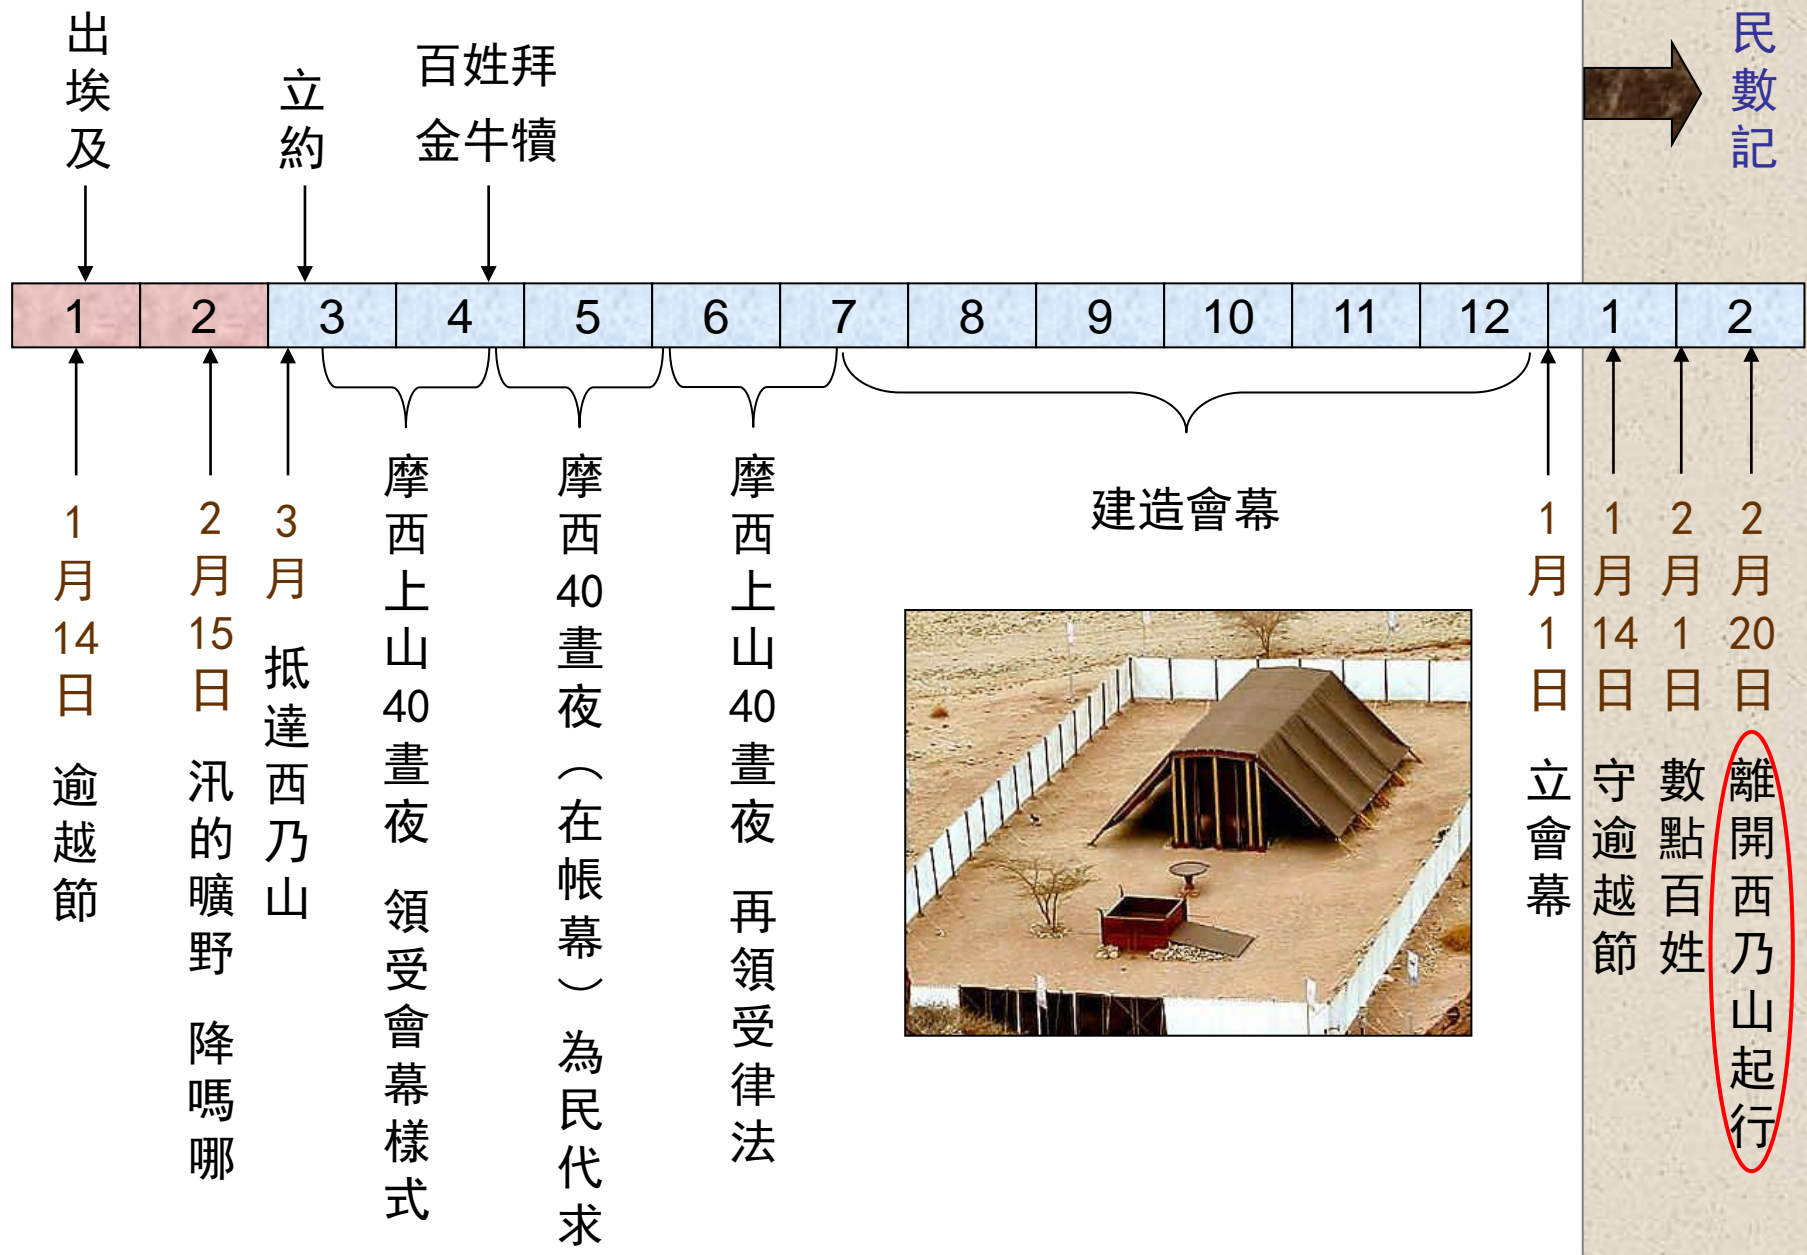 出埃及
立約
百姓拜
金牛犢
民數記
1 2 3 4 5 6 7 8 9 10 11 12 1 2
1月14日 逾越節
2月15日 汛的曠野 降嗎哪
3月 抵達西乃山
摩西上山40晝夜 領受會幕樣式
摩西40晝夜（在帳幕）為民代求
摩西上山40晝夜 再領受律法
建造會幕
1月1日 立會幕
1月14日 守逾越節
2月1日 數點百姓
2月20日 離開西乃山起行